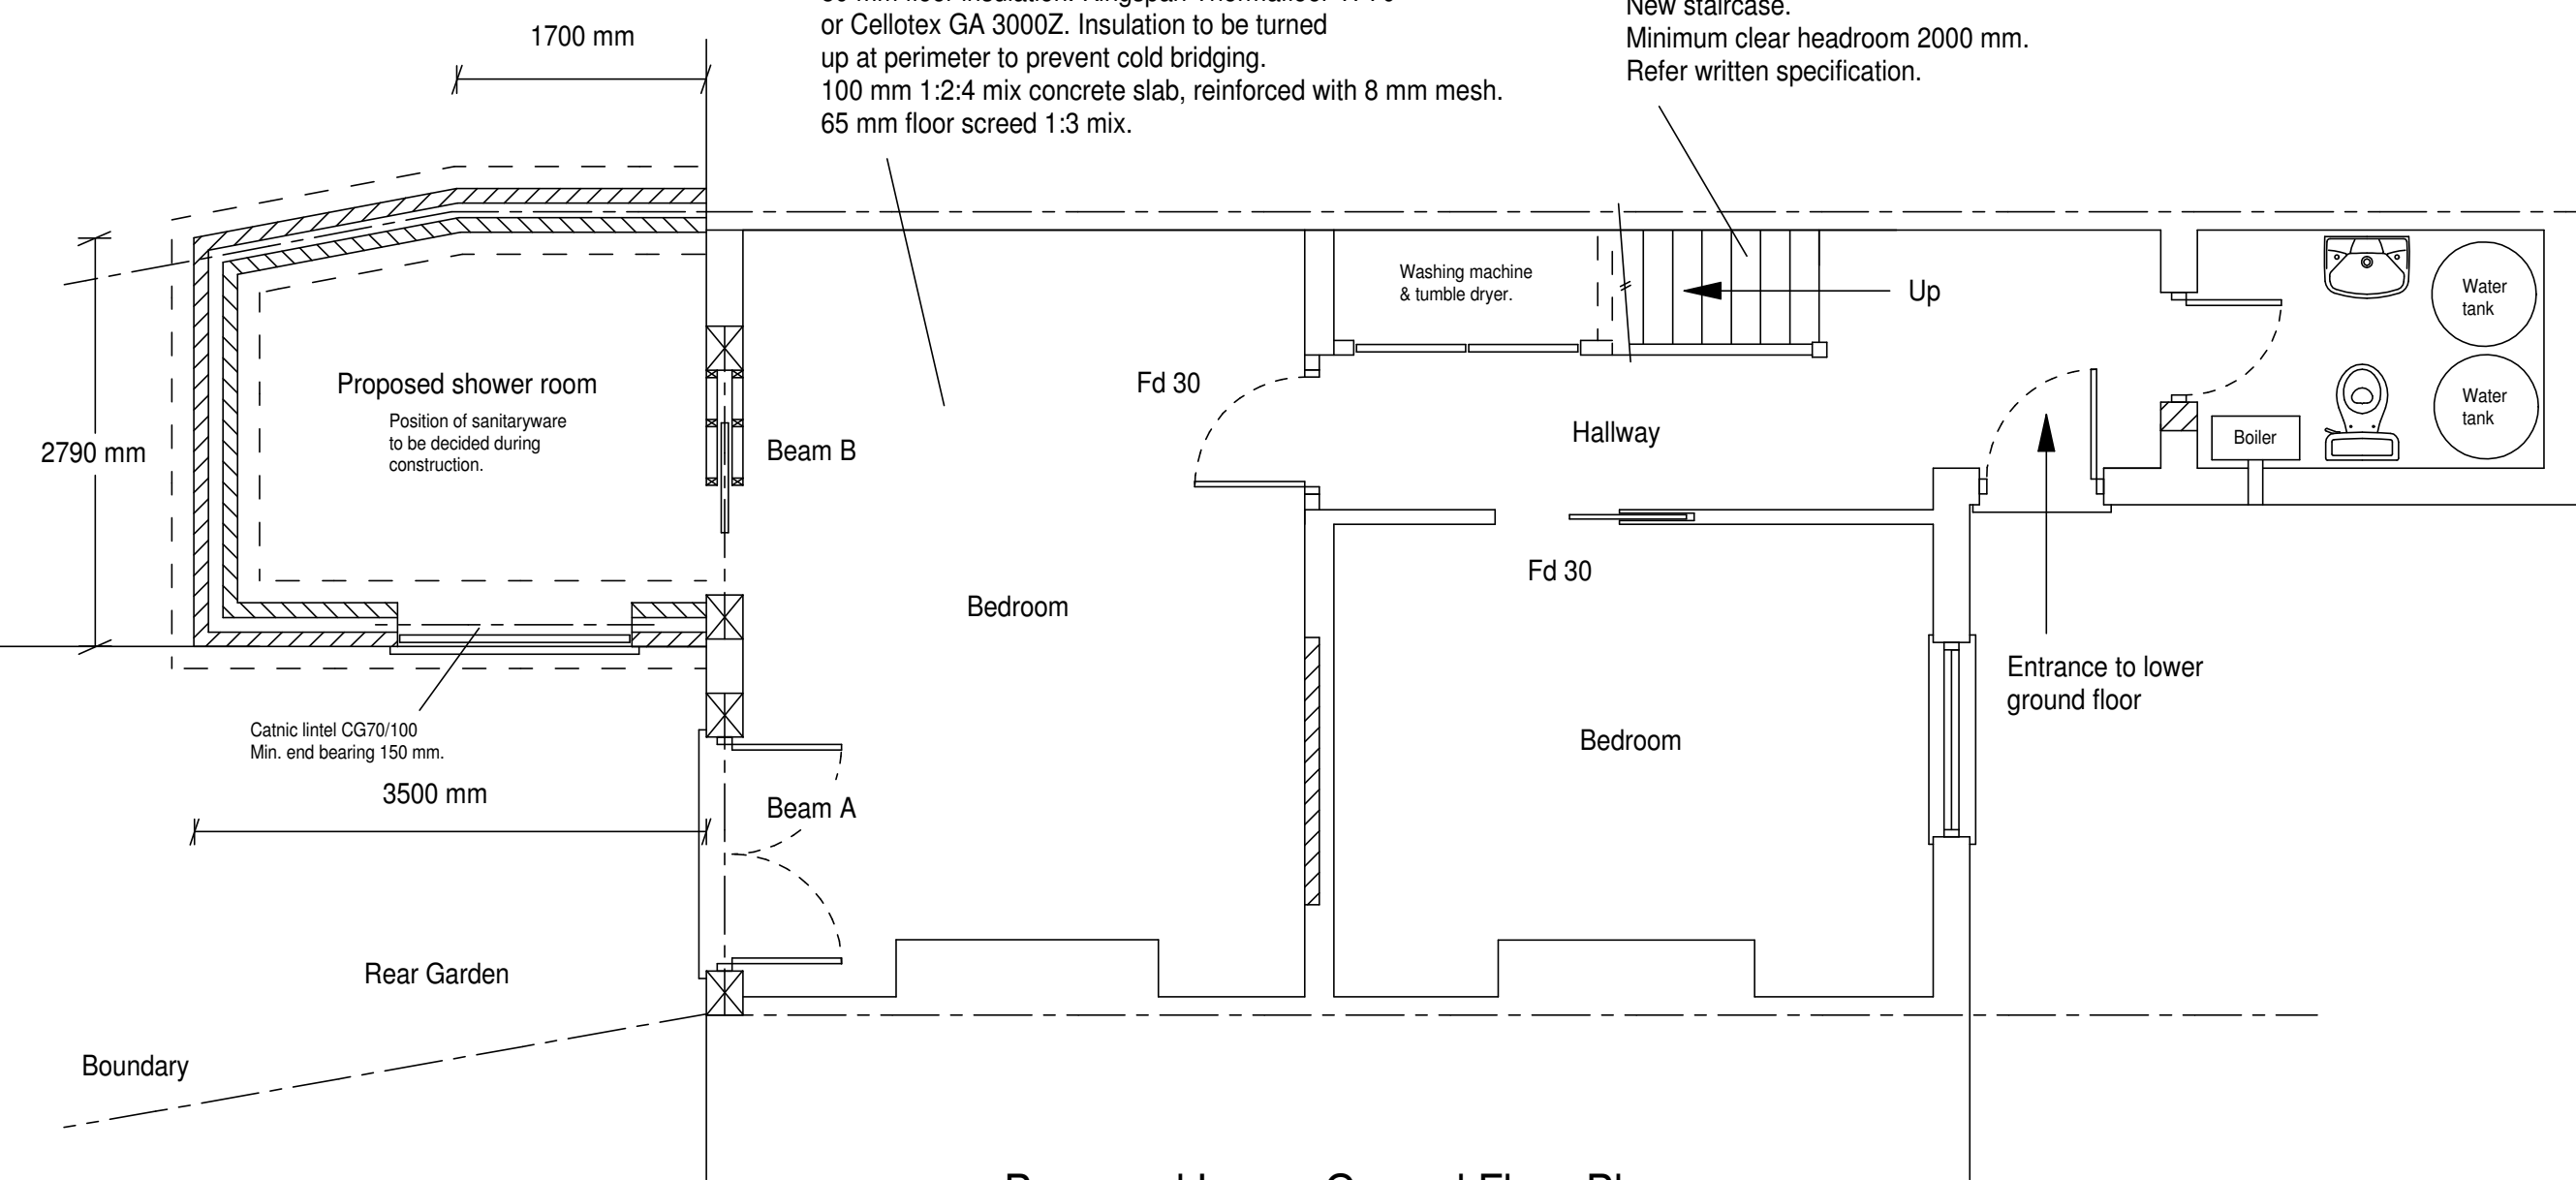 or Cellotex GA 3000Z. Insulation to be turned
up at perimeter to prevent cold bridging.
100 mm 1:2:4 mix concrete slab, reinforced with 8 mm mesh.
65 mm floor screed 1:3 mix.
New staircase.
Minimum clear headroom 2000 mm.
Refer written specification.
1700 mm
Washing machine
& tumble dryer.
Up
Water
tank
Proposed shower room
Position of sanitaryware
to be decided during
construction.
Fd 30
Water
tank
2790 mm
Beam B
Hallway
Boiler
Fd 30
Bedroom
Entrance to lower
ground floor
Catnic lintel CG70/100
Min. end bearing 150 mm.
Bedroom
3500 mm
Beam A
Rear Garden
Boundary